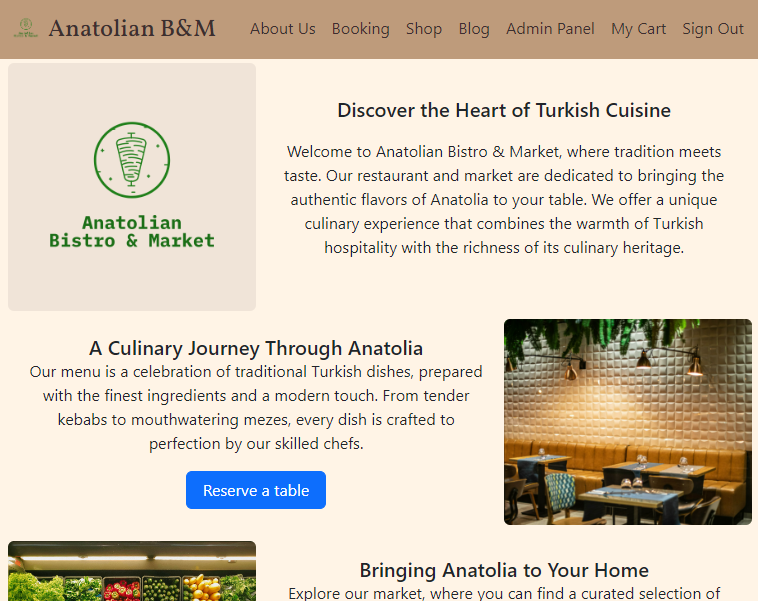 Anatolian B&M
About Us Booking Shop Blog Admin Panel My Cart Sign Out
Anatolian
Bistro & Market
Discover the Heart of Turkish Cuisine
Welcome to Anatolian Bistro & Market, where tradition meets
taste. Our restaurant and market are dedicated to bringing the
authentic flavors of Anatolia to your table. We offer a unique
culinary experience that combines the warmth of Turkish
hospitality with the richness of its culinary heritage.
A Culinary Journey Through Anatolia
Our menu is a celebration of traditional Turkish dishes, prepared
with the finest ingredients and a modern touch. From tender
kebabs to mouthwatering mezes, every dish is crafted to
perfection by our skilled chefs.
Reserve a table
Bringing Anatolia to Your Home
Explore our market, where you can find a curated selection of